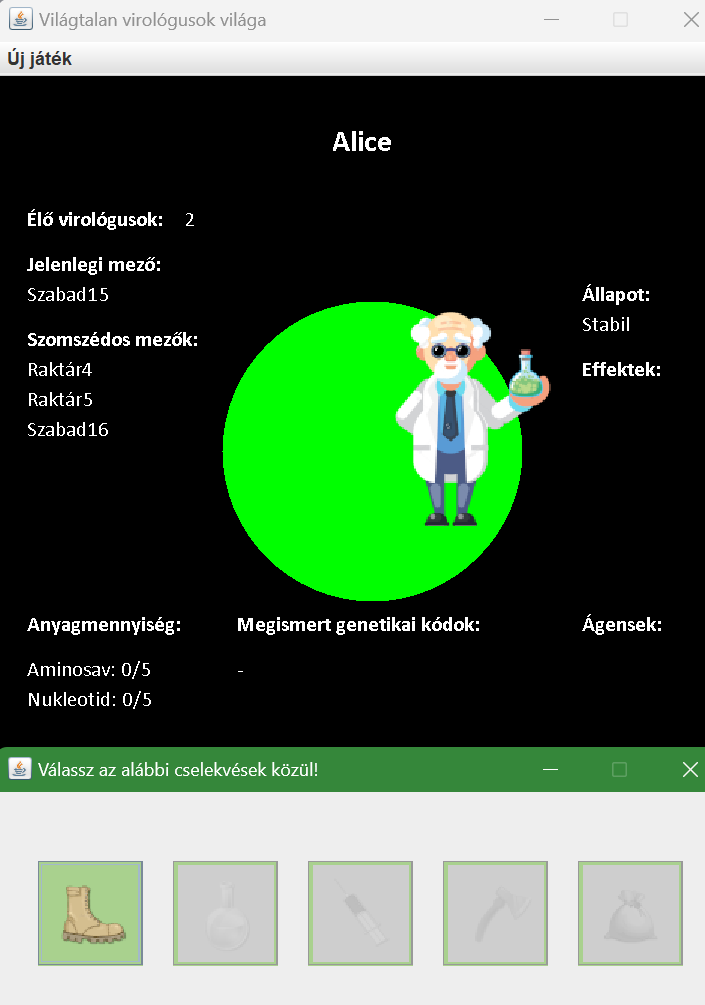 Világtalan virológusok világa
Új játék
Alice
Élő virológusok: 2
Jelenlegi mező:
Szabad15
Szomszédos mezők:
Raktár4
Raktár5
Szabad16
Állapot:
Stabil
Effektek:
Anyagmennyiség:
Aminosav: 0/5
Nukleotid: 0/5
Megismert genetikai kódok:
-
Ágensek:
Válassz az alábbi cselekvések közül!